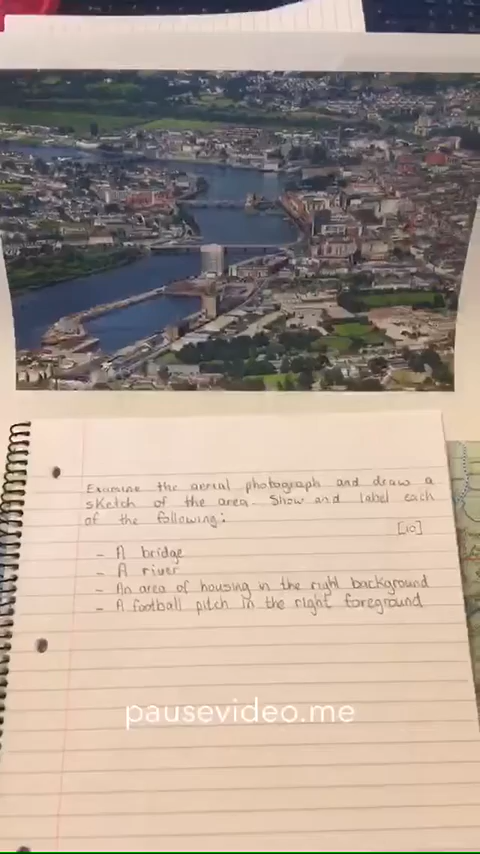 Examine the aerial photograph and draw a
sketch of the area. Show and label each
of the following:
[10]
- A bridge
- A river
- An area of housing in the right background
- A football pitch in the right foreground
pausevideo.me